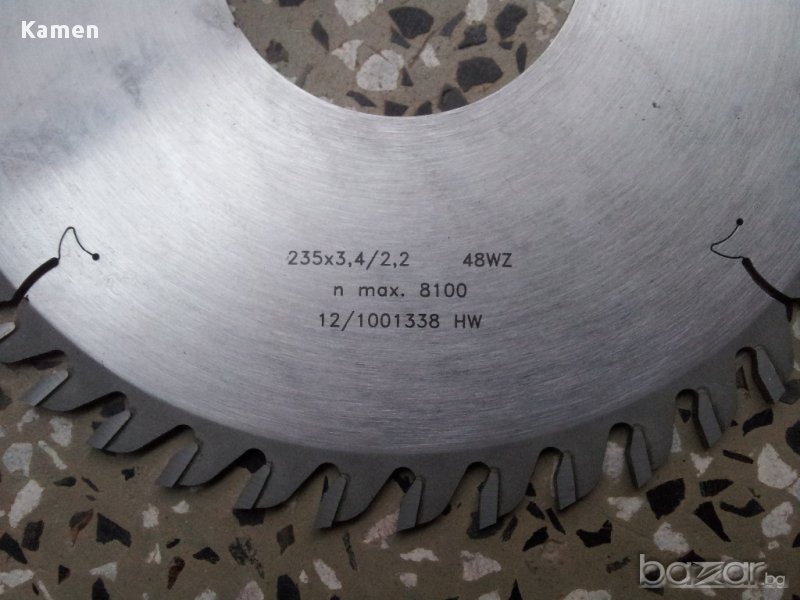 Kamen
235x3,4/2,2 48WZ
n max. 8100
12/1001338 HW
bazar.bg